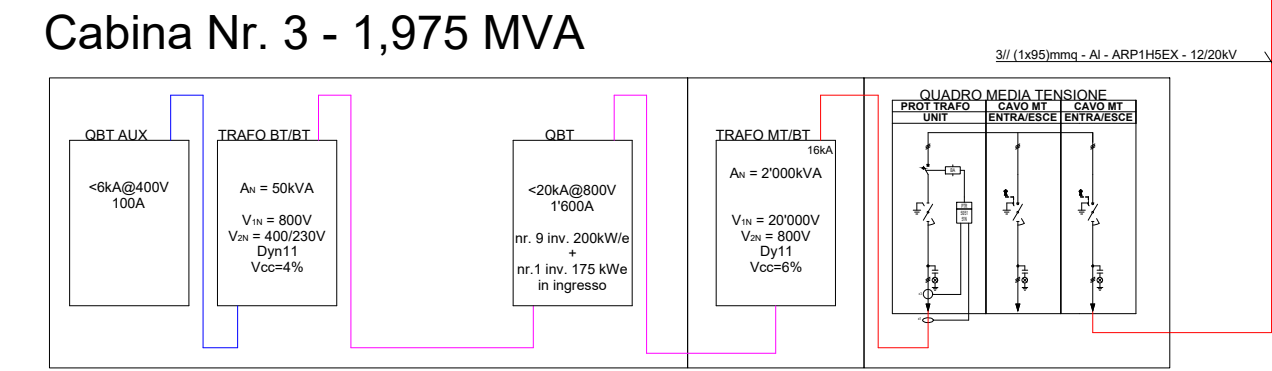 Cabina Nr. 3 - 1,975 MVA
3// (1x95)mmq - Al - ARP1H5EX - 12/20kV
QBT AUX
<6kA@400V
100A
TRAFO BT/BT
AN = 50kVA
V1N = 800V
V2N = 400/230V
Dyn11
Vcc=4%
QBT
<20kA@800V
1'600A
nr. 9 inv. 200kW/e
+
nr.1 inv. 175 kWe
in ingresso
TRAFO MT/BT
16kA
AN = 2'000kVA
V1N = 20'000V
V2N = 800V
Dy11
Vcc=6%
QUADRO MEDIA TENSIONE
PROT TRAFO
UNIT
CAVO MT
ENTRA/ESCE
CAVO MT
ENTRA/ESCE